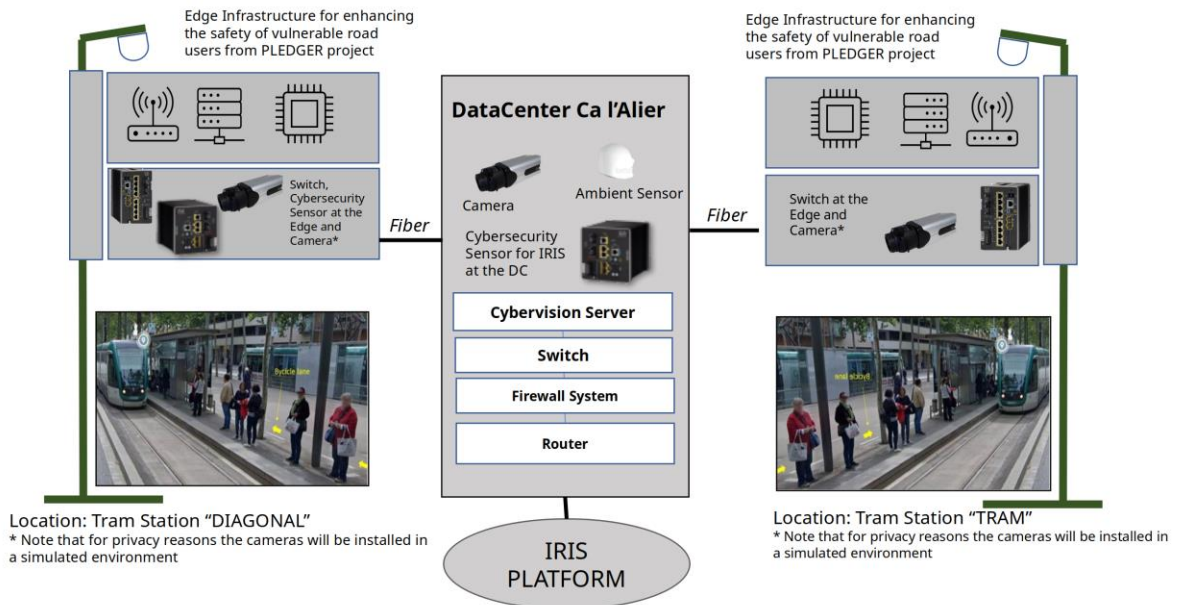 Edge Infrastructure for enhancing
the safety of vulnerable road
users from PLEDGER project
Switch,
Cybersecurity
Sensor at the
Edge and
Camera*
Fiber
Bycicle lane
Location: Tram Station “DIAGONAL”
* Note that for privacy reasons the cameras will be installed in
a simulated environment
DataCenter Ca l’Alier
Camera
Ambient Sensor
Cybersecurity
Sensor for IRIS
at the DC
Cybervision Server
Switch
Firewall System
Router
IRIS
PLATFORM
Edge Infrastructure for enhancing
the safety of vulnerable road
users from PLEDGER project
Fiber
Switch at the
Edge and
Camera*
Bycicle lane
Location: Tram Station “TRAM”
* Note that for privacy reasons the cameras will be installed in
a simulated environment